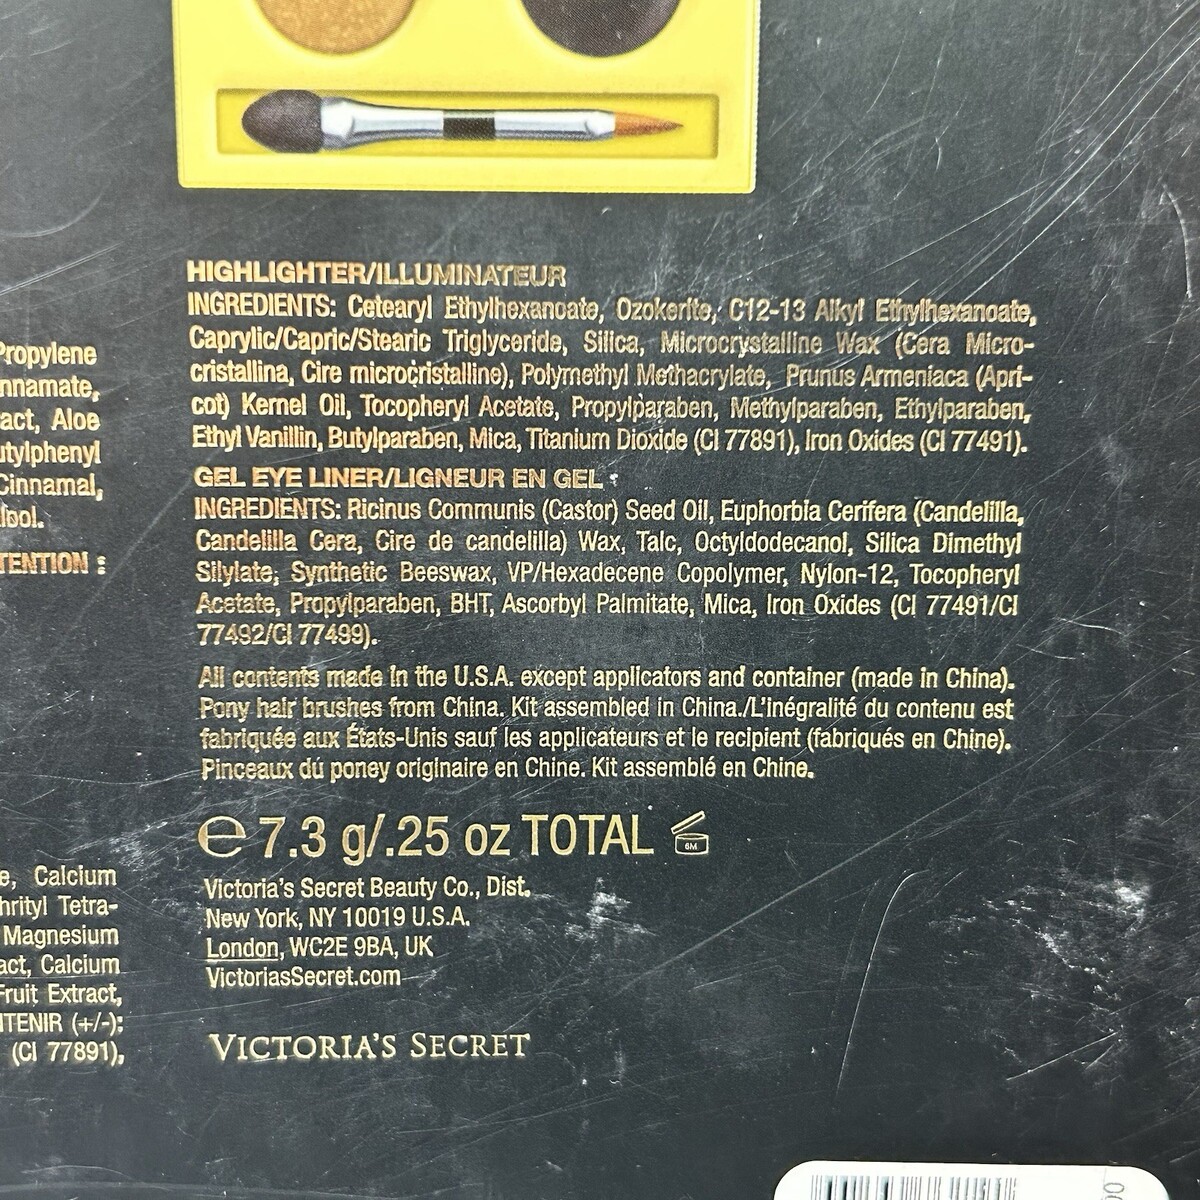 HIGHLIGHTER/ILLUMINATEUR
INGREDIENTS: Cetearyl Ethylhexanoate, Ozokerite, C12-13 Alkyl Ethylhexanoate,
Caprylic/Capric/Stearic Triglyceride, Silica, Microcrystalline Wax (Cera Micro-
cristallina, Cire microcristalline), Polymethyl Methacrylate, Prunus Armeniaca (Apri-
cot) Kernel Oil, Tocopheryl Acetate, Propylparaben, Methylparaben, Ethylparaben,
Ethyl Vanillin, Butylparaben, Mica, Titanium Dioxide (CI 77891), Iron Oxides (CI 77491).
GEL EYE LINER/LIGNEUR EN GEL
INGREDIENTS: Ricinus Communis (Castor) Seed Oil, Euphorbia Cerifera (Candelilla,
Candelilla Cera, Cire de candelilla) Wax, Talc, Octyldodecanol, Silica Dimethyl
Silylate, Synthetic Beeswax, VP/Hexadecene Copolymer, Nylon-12, Tocopheryl
Acetate, Propylparaben, BHT, Ascorbyl Palmitate, Mica, Iron Oxides (CI 77491/CI
77492/CI 77499).
All contents made in the U.S.A. except applicators and container (made in China).
Pony hair brushes from China. Kit assembled in China./L'inégralité du contenu est
fabriquée aux États-Unis sauf les applicateurs et le recipient (fabriqués en Chine).
Pinceaux du poney originaire en Chine. Kit assemblé en Chine.
℮ 7.3 g/.25 oz TOTAL 6M
Victoria's Secret Beauty Co., Dist.
New York, NY 10019 U.S.A.
London, WC2E 9BA, UK
VictoriasSecret.com
VICTORIA'S SECRET
Propylene
nnamate,
act, Aloe
utylphenyl
Cinnamal,
lool.
TENTION :
e, Calcium
hrityl Tetra-
Magnesium
act, Calcium
Fruit Extract,
NTENIR (+/-):
(CI 77891),